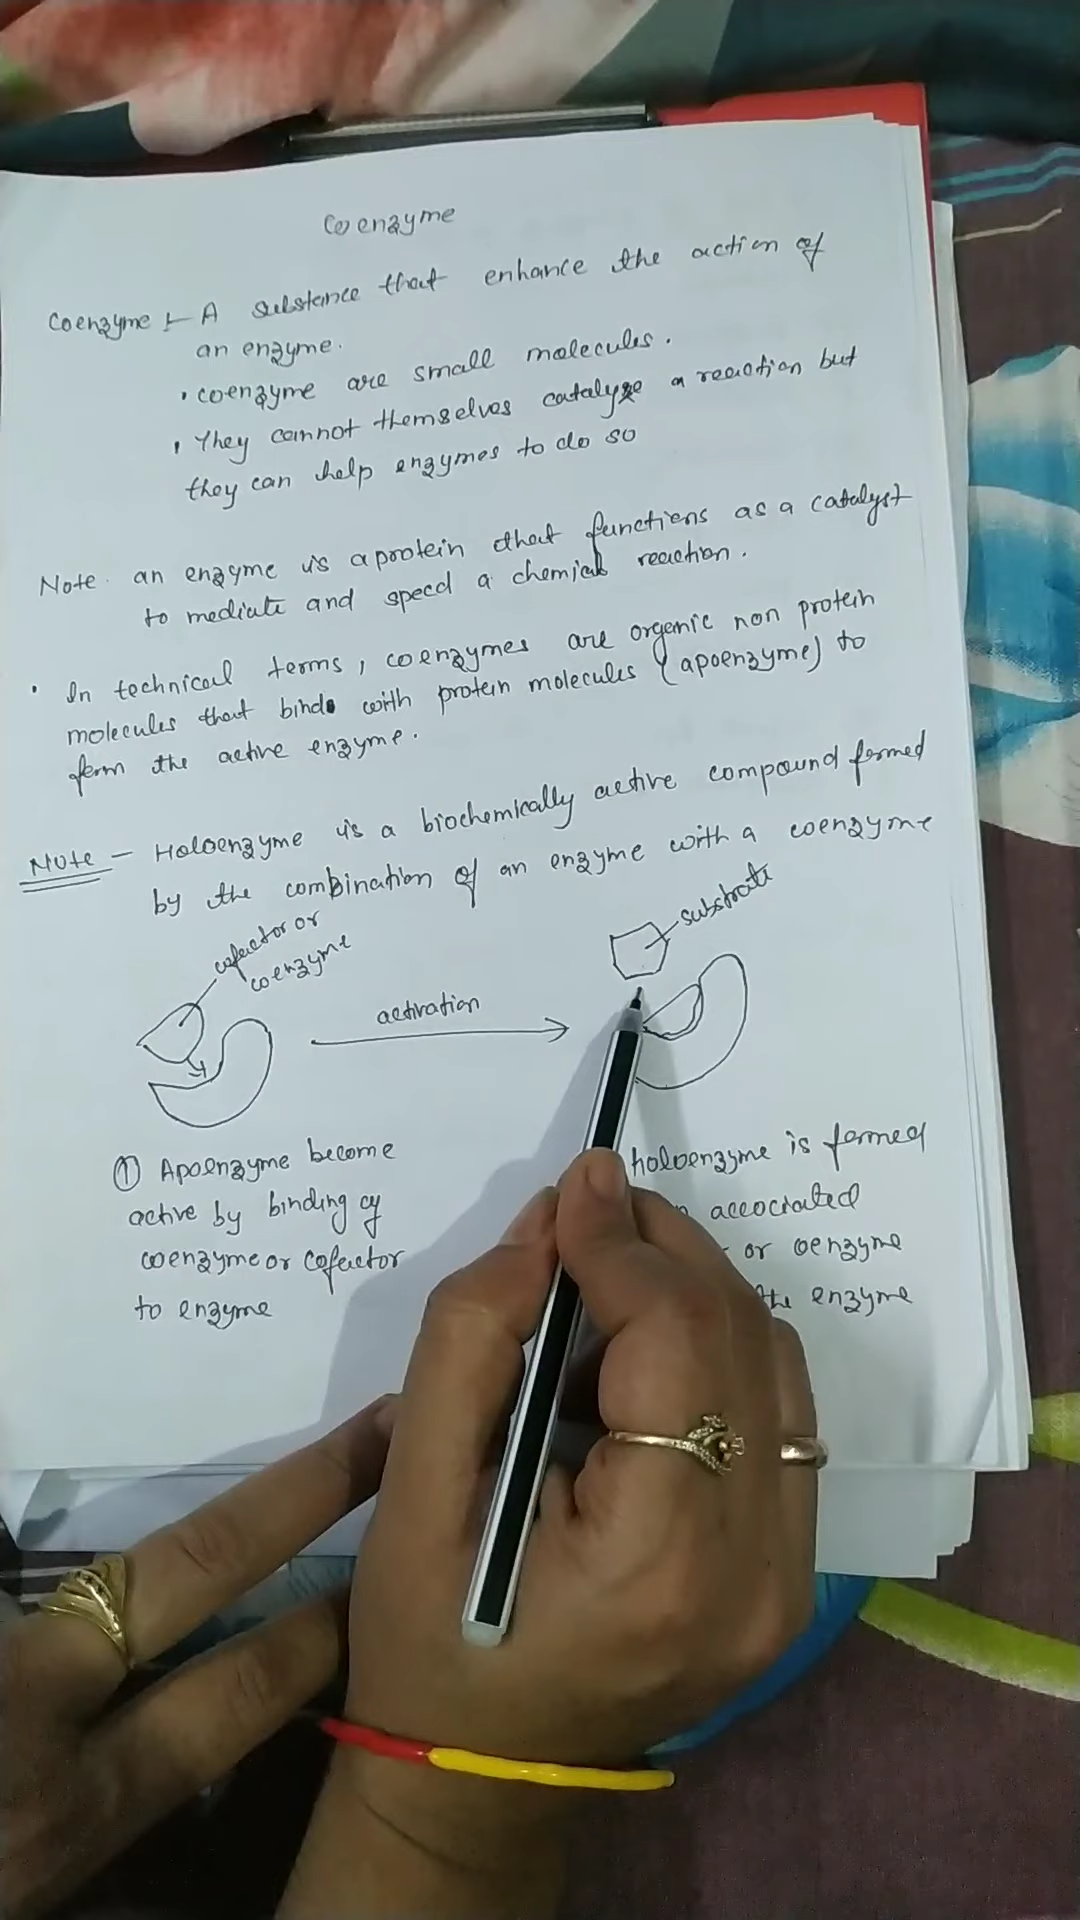 Coenzyme
Coenzyme :- A substance that enhance the action of
an enzyme.
• coenzyme are small molecules.
• They cannot themselves catalyze a reaction but
they can help enzymes to do so
Note. an enzyme is a protein that functions as a catalyst
to mediate and speed a chemical reaction.
• In technical terms, coenzymes are organic non protein
molecules that binds with protein molecules (apoenzyme) to
form the active enzyme.
Note – Holoenzyme is a biochemically active compound formed
by the combination of an enzyme with a coenzyme
cofactor or
coenzyme
activation
substrate
① Apoenzyme become
active by binding of
coenzyme or cofactor
to enzyme
holoenzyme is formed
accociated
or oenzyme
the enzyme